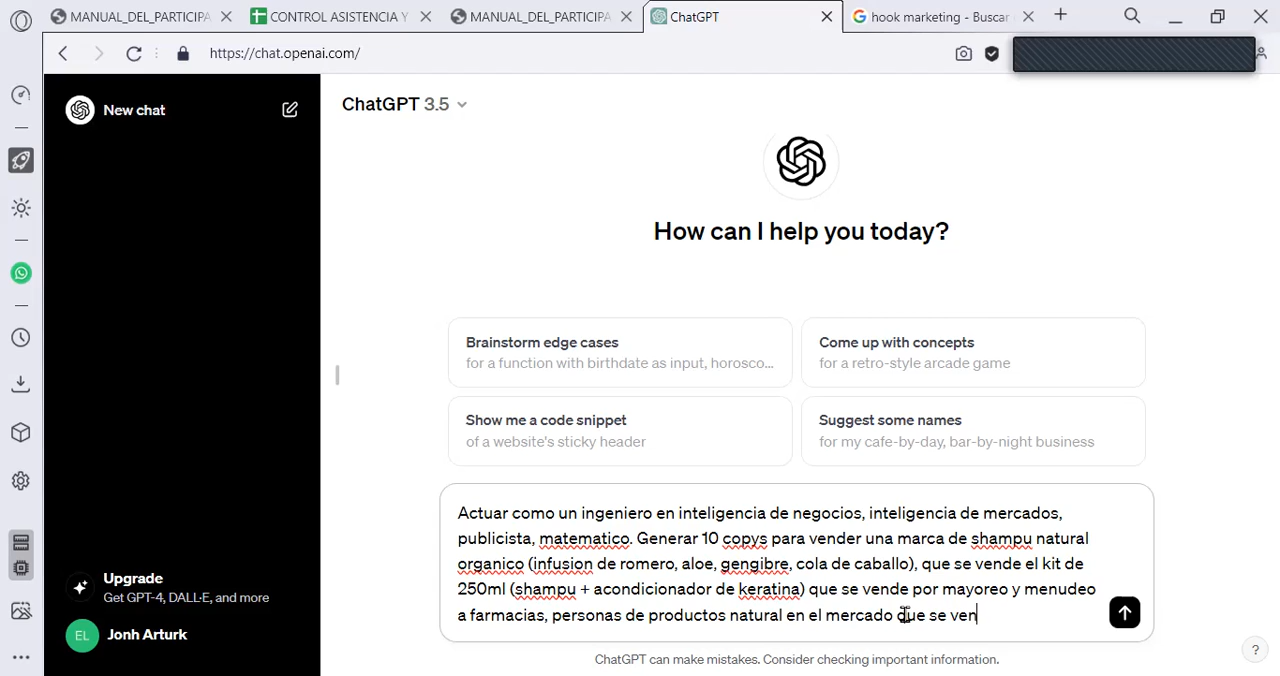 MANUAL_DEL_PARTICIPA
CONTROL ASISTENCIA Y
MANUAL_DEL_PARTICIPA
ChatGPT
hook marketing - Buscar
https://chat.openai.com/
New chat
ChatGPT 3.5
How can I help you today?
Brainstorm edge cases
for a function with birthdate as input, horosco...
Come up with concepts
for a retro-style arcade game
Show me a code snippet
of a website's sticky header
Suggest some names
for my cafe-by-day, bar-by-night business
Actuar como un ingeniero en inteligencia de negocios, inteligencia de mercados,
publicista, matematico. Generar 10 copys para vender una marca de shampu natural
organico (infusion de romero, aloe, gengibre, cola de caballo), que se vende el kit de
250ml (shampu + acondicionador de keratina) que se vende por mayoreo y menudeo
a farmacias, personas de productos natural en el mercado que se ven
Upgrade
Get GPT-4, DALL·E, and more
EL
Jonh Arturk
ChatGPT can make mistakes. Consider checking important information.
?